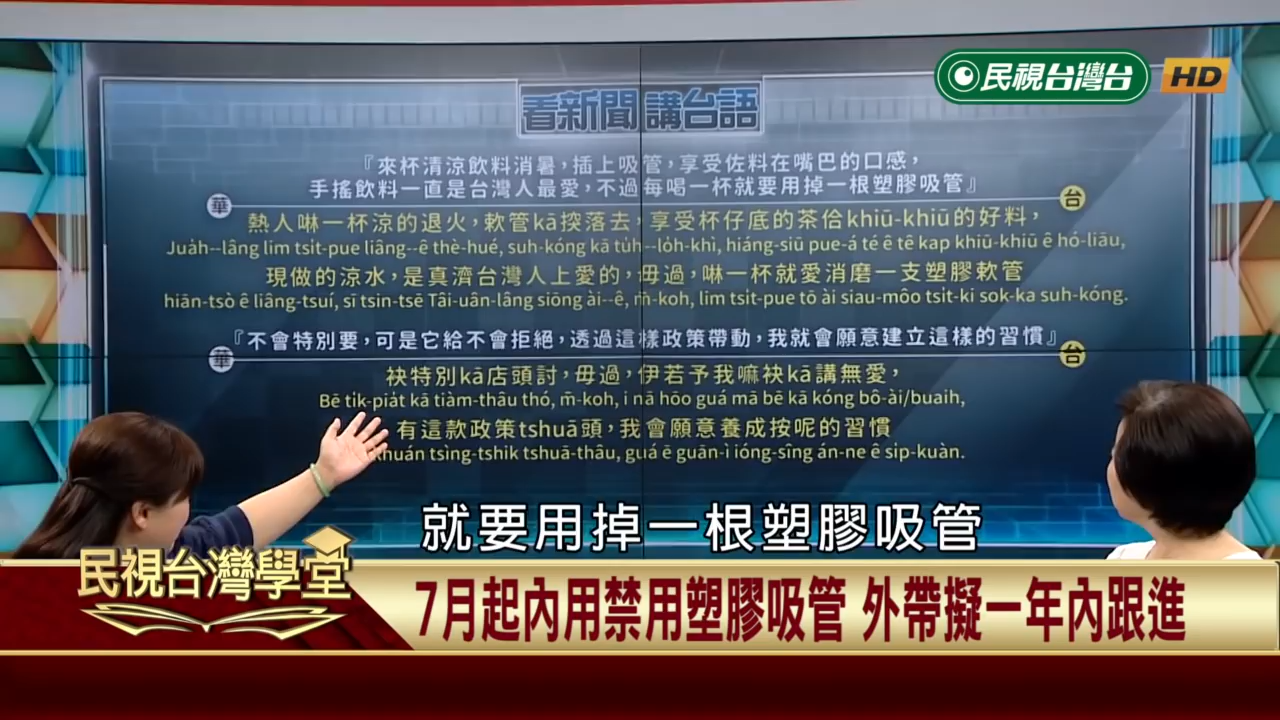 民視台灣台 HD
看新聞 講台語
『來杯清涼飲料消暑，插上吸管，享受佐料在嘴巴的口感，
手搖飲料一直是台灣人最愛，不過每喝一杯就要用掉一根塑膠吸管』
華
台
熱人啉一杯涼的退火，軟管kā揬落去，享受杯仔底的茶佮khiū-khiū的好料，
Jua̍h--lâng lim tsi̍t-pue liâng--ê thè-hué, suh-kóng kā tu̍h--lo̍h-khì, hiáng-siū pue-á té ê tê kap khiū-khiū ê hó-liāu,
現做的涼水，是真濟台灣人上愛的，毋過，啉一杯就愛消磨一支塑膠軟管
hiān-tsò ê liâng-tsuí, sī tsin-tsē Tâi-uân-lâng siōng ài--ê, m̄-koh, lim tsi̍t-pue tō ài siau-môo tsi̍t-ki sok-ka suh-kóng.
『不會特別要，可是它給不會拒絕，透過這樣政策帶動，我就會願意建立這樣的習慣』
華
台
袂特別kā店頭討，毋過，伊若予我嘛袂kā講無愛，
Bē ti̍k-pia̍t kā tiàm-thâu thó, m̄-koh, i nā hōo guá mā bē kā kóng bô-ài/buaih,
有這款政策tshuā頭，我會願意養成按呢的習慣
khuán tsìng-tshik tshuā-thâu, guá ē guān-ì ióng-sîng án-ne ê si̍p-kuàn.
就要用掉一根塑膠吸管
民視台灣學堂
7月起內用禁用塑膠吸管 外帶擬一年內跟進